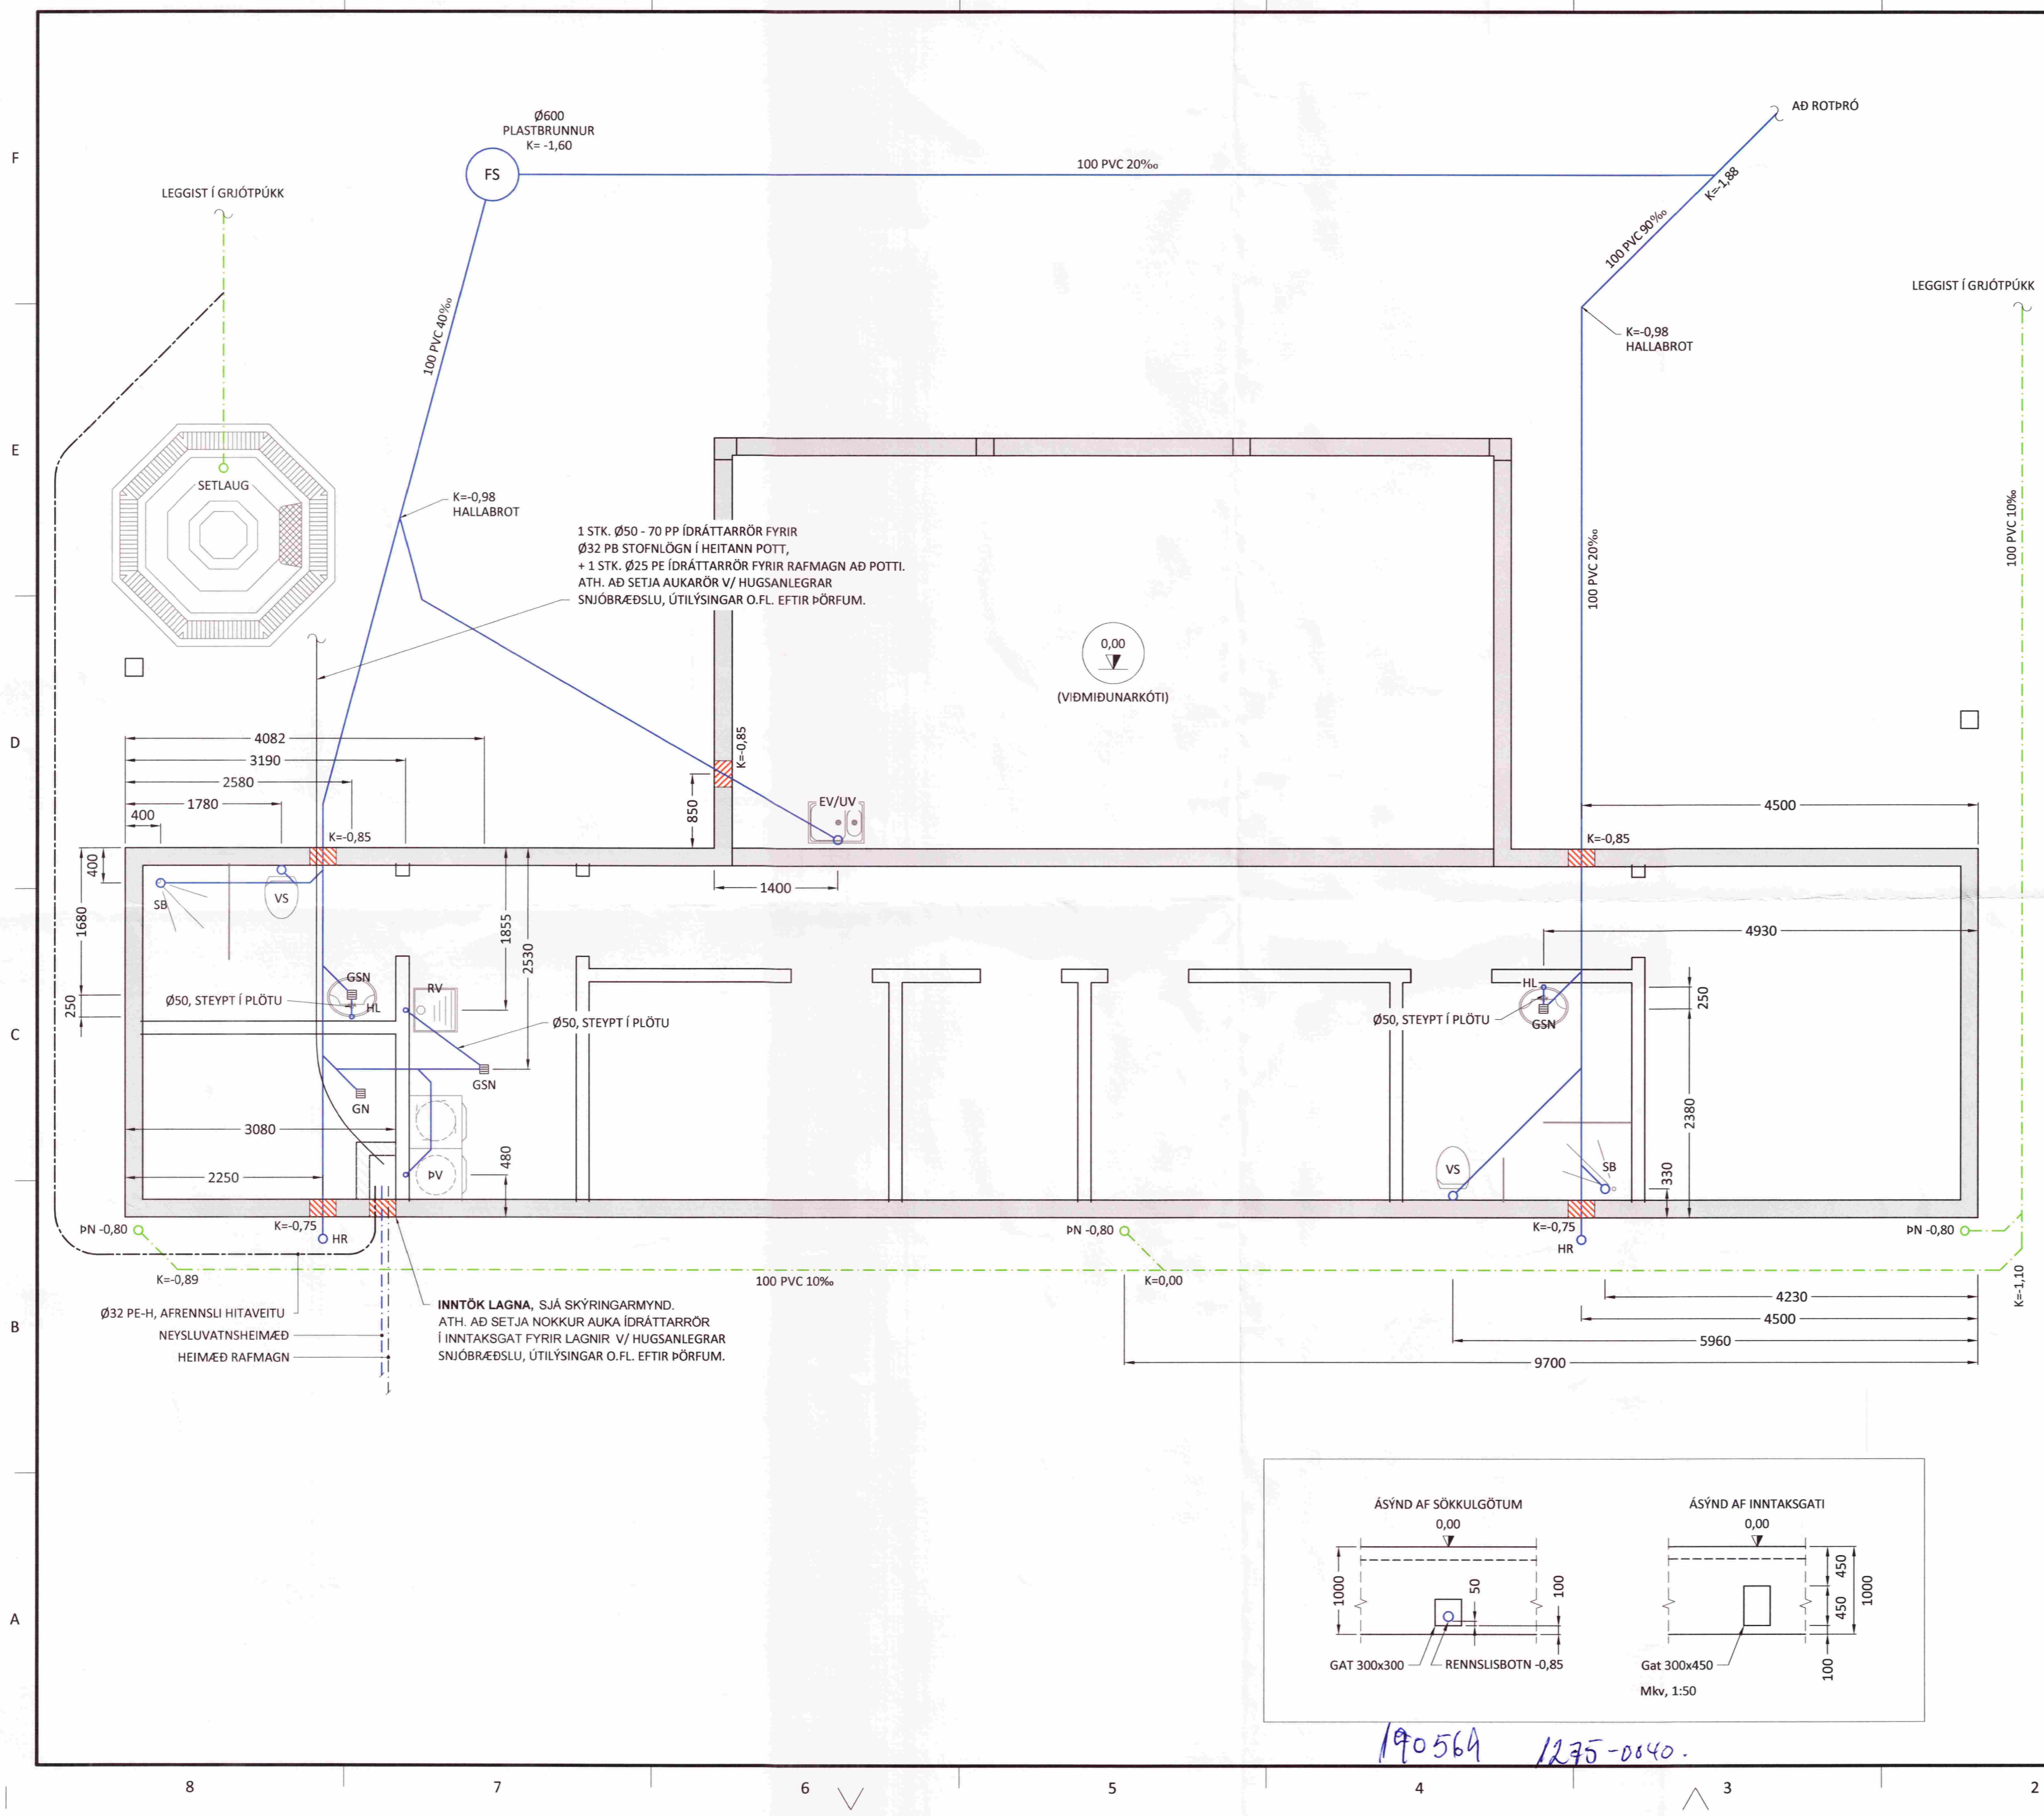 Ø600
PLASTBRUNNUR
K= -1,60
FS
100 PVC 20‰
AÐ ROTÞRÓ
K=-1,88
100 PVC 90‰
LEGGIST Í GRJÓTPÚKK
LEGGIST Í GRJÓTPÚKK
K=-0,98
HALLABROT
100 PVC 40‰
SETLAUG
K=-0,98
HALLABROT
1 STK. Ø50 - 70 PP ÍDRÁTTARRÖR FYRIR
Ø32 PB STOFNLÖGN Í HEITANN POTT,
+ 1 STK. Ø25 PE ÍDRÁTTARRÖR FYRIR RAFMAGN AÐ POTTI.
ATH. AÐ SETJA AUKARÖR V/ HUGSANLEGRAR
SNJÓBRÆÐSLU, ÚTILÝSINGAR O.FL. EFTIR ÞÖRFUM.
100 PVC 20‰
100 PVC 10‰
0,00
(VIÐMIÐUNARKÓTI)
4082
3190
2580
1780
400
K=-0,85
850
EV/UV
4500
K=-0,85
K=-0,85
400
1680
250
SB
VS
1400
1855
2530
4930
GSN
HL
RV
Ø50, STEYPT Í PLÖTU
Ø50, STEYPT Í PLÖTU
GSN
GN
HL
GSN
Ø50, STEYPT Í PLÖTU
250
2380
3080
2250
480
ÞV
VS
SB
330
ÞN -0,80
K=-0,75
HR
ÞN -0,80
K=-0,75
HR
ÞN -0,80
K=-0,89
100 PVC 10‰
K=0,00
K=-1,10
Ø32 PE-H, AFRENNSLI HITAVEITU
NEYSLUVATNSHEIMÆÐ
HEIMÆÐ RAFMAGN
INNTÖK LAGNA, SJÁ SKÝRINGARMYND.
ATH. AÐ SETJA NOKKUR AUKA ÍDRÁTTARRÖR
Í INNTAKSGAT FYRIR LAGNIR V/ HUGSANLEGRAR
SNJÓBRÆÐSLU, ÚTILÝSINGAR O.FL. EFTIR ÞÖRFUM.
4230
4500
5960
9700
ÁSÝND AF SÖKKULGÖTUM
0,00
1000
50
100
GAT 300x300
RENNSLISBOTN -0,85
ÁSÝND AF INNTAKSGATI
0,00
450
450
1000
100
Gat 300x450
Mkv, 1:50
190564 1275-0040.
F
E
D
C
B
A
8 7 6 5 4 3 2